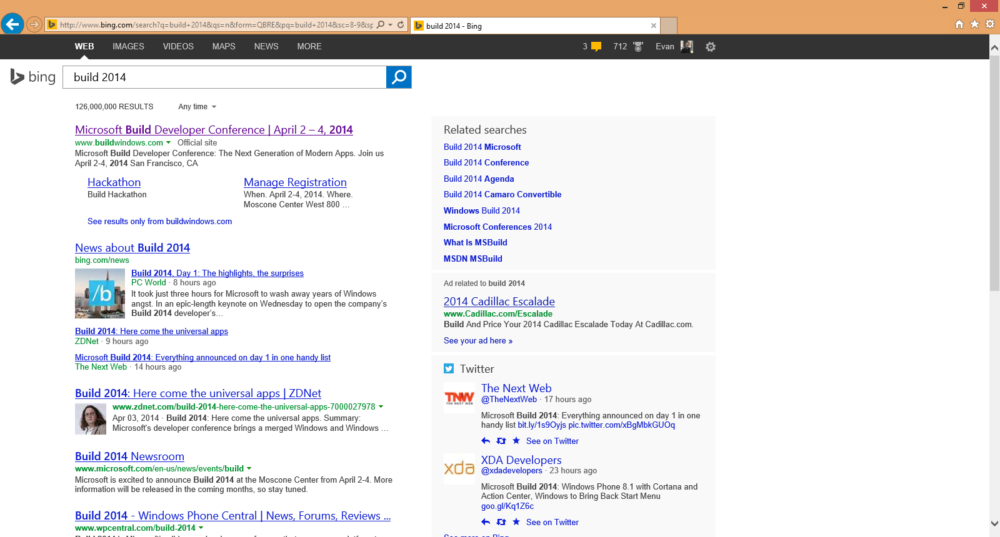 http://www.bing.com/search?q=build+2014&qs=n&form=QBRE&pq=build+2014&sc=8-9&sp
build 2014 - Bing
WEB IMAGES VIDEOS MAPS NEWS MORE
3 712 Evan
bing
build 2014
126,000,000 RESULTS Any time
Microsoft Build Developer Conference | April 2 – 4, 2014
www.buildwindows.com Official site
Microsoft Build Developer Conference: The Next Generation of Modern Apps. Join us
April 2-4, 2014 San Francisco, CA
Hackathon
Build Hackathon
Manage Registration
When. April 2-4, 2014. Where.
Moscone Center West 800 ...
See results only from buildwindows.com
News about Build 2014
bing.com/news
/b
Build 2014, Day 1: The highlights, the surprises
PC World · 8 hours ago
It took just three hours for Microsoft to wash away years of Windows
angst. In an epic-length keynote on Wednesday to open the company's
Build 2014 developer's...
Build 2014: Here come the universal apps
ZDNet · 9 hours ago
Microsoft Build 2014: Everything announced on day 1 in one handy list
The Next Web · 14 hours ago
Build 2014: Here come the universal apps | ZDNet
www.zdnet.com/build-2014-here-come-the-universal-apps-7000027978
Apr 03, 2014 · Build 2014: Here come the universal apps. Summary:
Microsoft's developer conference brings a merged Windows and Windows ...
Build 2014 Newsroom
www.microsoft.com/en-us/news/events/build
Microsoft is excited to announce Build 2014 at the Moscone Center from April 2-4. More
information will be released in the coming months, so stay tuned.
Build 2014 - Windows Phone Central | News, Forums, Reviews ...
www.wpcentral.com/build-2014
Related searches
Build 2014 Microsoft
Build 2014 Conference
Build 2014 Agenda
Build 2014 Camaro Convertible
Windows Build 2014
Microsoft Conferences 2014
What Is MSBuild
MSDN MSBuild
Ad related to build 2014
2014 Cadillac Escalade
www.Cadillac.com/Escalade
Build And Price Your 2014 Cadillac Escalade Today At Cadillac.com.
See your ad here »
Twitter
TNW
THE NEXT WEB
The Next Web
@TheNextWeb · 17 hours ago
Microsoft Build 2014: Everything announced on day 1 in one
handy list bit.ly/1s9Oyjs pic.twitter.com/xBgMbkGUOq
See on Twitter
xda
XDA Developers
@xdadevelopers · 23 hours ago
Microsoft Build 2014: Windows Phone 8.1 with Cortana and
Action Center, Windows to Bring Back Start Menu
goo.gl/Kq1Z6c
See on Twitter
See more on Bing